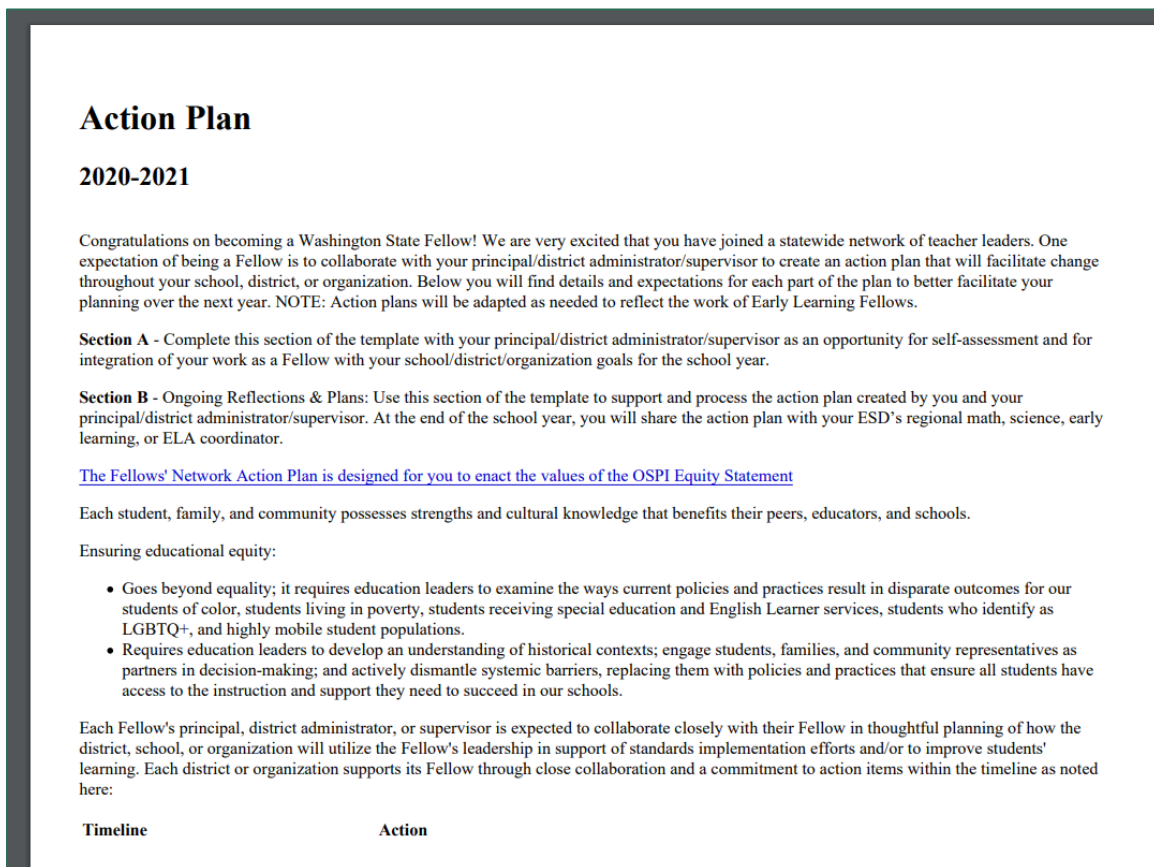 Action Plan
2020-2021
Congratulations on becoming a Washington State Fellow! We are very excited that you have joined a statewide network of teacher leaders. One
expectation of being a Fellow is to collaborate with your principal/district administrator/supervisor to create an action plan that will facilitate change
throughout your school, district, or organization. Below you will find details and expectations for each part of the plan to better facilitate your
planning over the next year. NOTE: Action plans will be adapted as needed to reflect the work of Early Learning Fellows.
Section A - Complete this section of the template with your principal/district administrator/supervisor as an opportunity for self-assessment and for
integration of your work as a Fellow with your school/district/organization goals for the school year.
Section B - Ongoing Reflections & Plans: Use this section of the template to support and process the action plan created by you and your
principal/district administrator/supervisor. At the end of the school year, you will share the action plan with your ESD's regional math, science, early
learning, or ELA coordinator.
The Fellows' Network Action Plan is designed for you to enact the values of the OSPI Equity Statement
Each student, family, and community possesses strengths and cultural knowledge that benefits their peers, educators, and schools.
Ensuring educational equity:
• Goes beyond equality; it requires education leaders to examine the ways current policies and practices result in disparate outcomes for our
students of color, students living in poverty, students receiving special education and English Learner services, students who identify as
LGBTQ+, and highly mobile student populations.
• Requires education leaders to develop an understanding of historical contexts; engage students, families, and community representatives as
partners in decision-making; and actively dismantle systemic barriers, replacing them with policies and practices that ensure all students have
access to the instruction and support they need to succeed in our schools.
Each Fellow's principal, district administrator, or supervisor is expected to collaborate closely with their Fellow in thoughtful planning of how the
district, school, or organization will utilize the Fellow's leadership in support of standards implementation efforts and/or to improve students'
learning. Each district or organization supports its Fellow through close collaboration and a commitment to action items within the timeline as noted
here:
Timeline Action